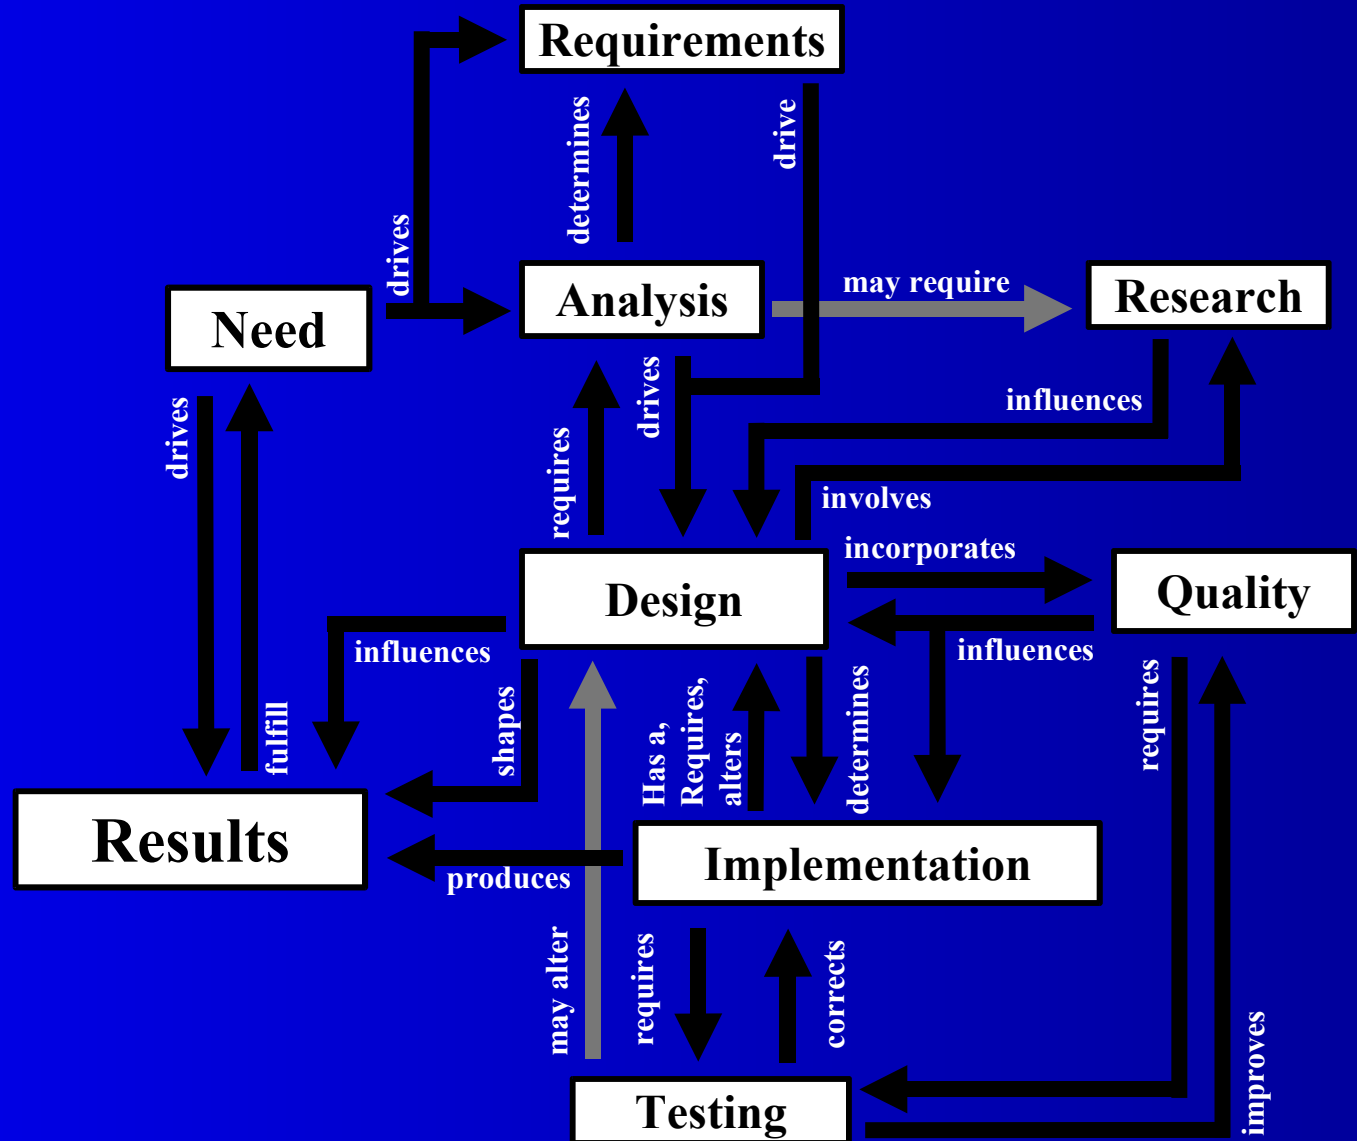 Requirements
determines
drive
drives
Analysis
may require
Research
Need
drives
influences
drives
requires
involves
incorporates
Design
Quality
influences
influences
fulfill
shapes
Has a,
Requires,
alters
determines
requires
Results
Implementation
produces
may alter
requires
corrects
improves
Testing